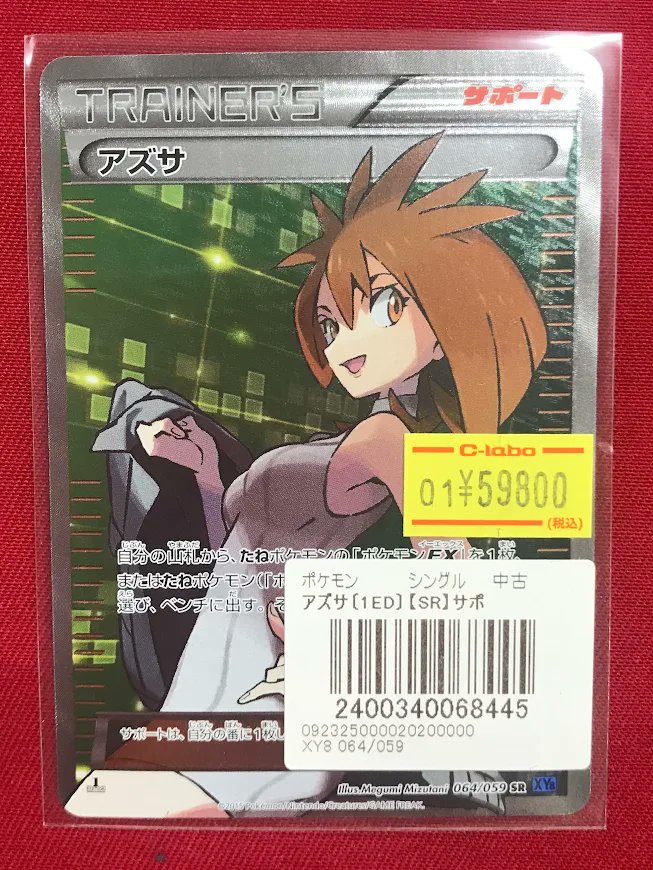 TRAINER'S
サポート
アズサ
C-labo
01¥59800
(税込)
自分の山札から、たねポケモンの「ポケモンEX」を1枚、
またはたねポケモン(「ポ
選び、ベンチに出す。そ
ポケモン シングル 中古
アズサ〔1ED〕【SR】サポ
2400340068445
092325000020200000
XY8 064/059
サポートは、自分の番に1枚し
Illus. Megumi Mizutani 064/059 SR XY8
©2015 Pokémon/Nintendo/Creatures/GAME FREAK.